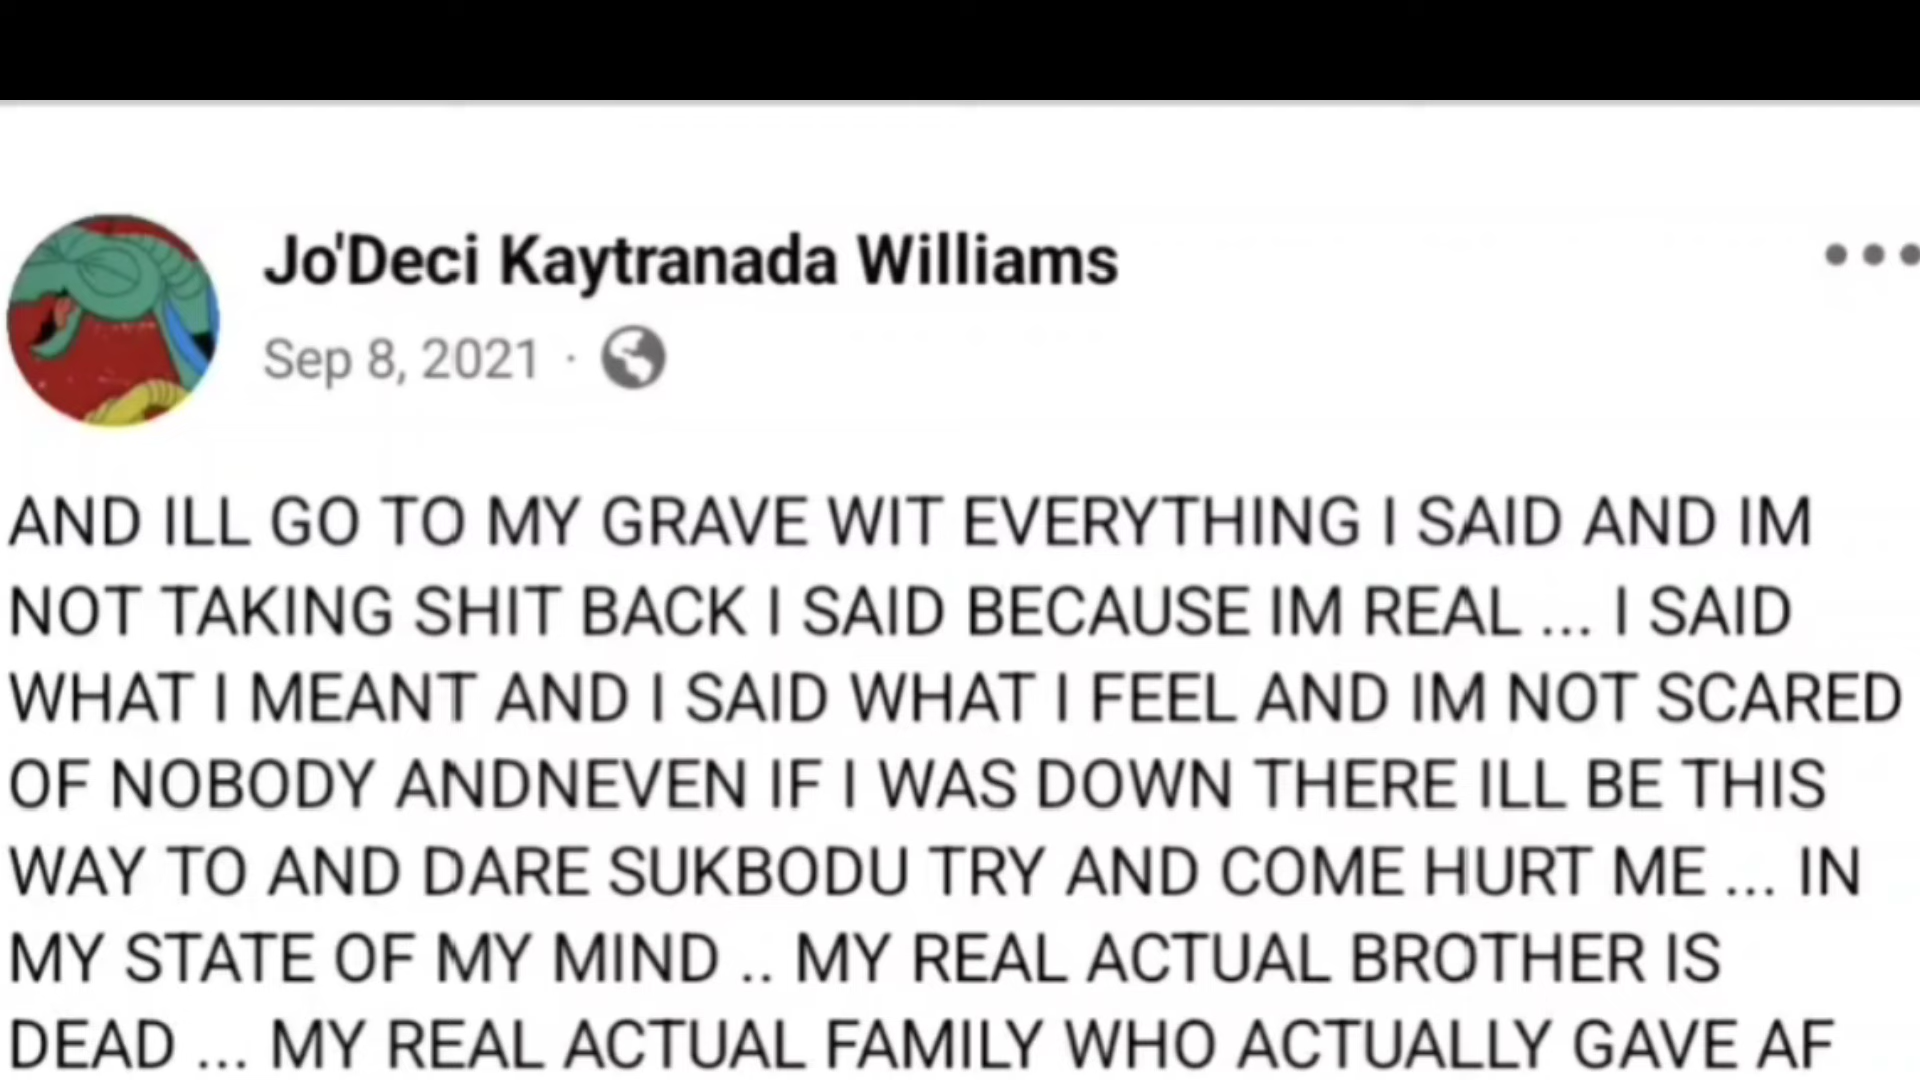 Jo'Deci Kaytranada Williams
Sep 8, 2021 ·
AND ILL GO TO MY GRAVE WIT EVERYTHING I SAID AND IM
NOT TAKING SHIT BACK I SAID BECAUSE IM REAL ... I SAID
WHAT I MEANT AND I SAID WHAT I FEEL AND IM NOT SCARED
OF NOBODY ANDNEVEN IF I WAS DOWN THERE ILL BE THIS
WAY TO AND DARE SUKBODU TRY AND COME HURT ME ... IN
MY STATE OF MY MIND .. MY REAL ACTUAL BROTHER IS
DEAD ... MY REAL ACTUAL FAMILY WHO ACTUALLY GAVE AF